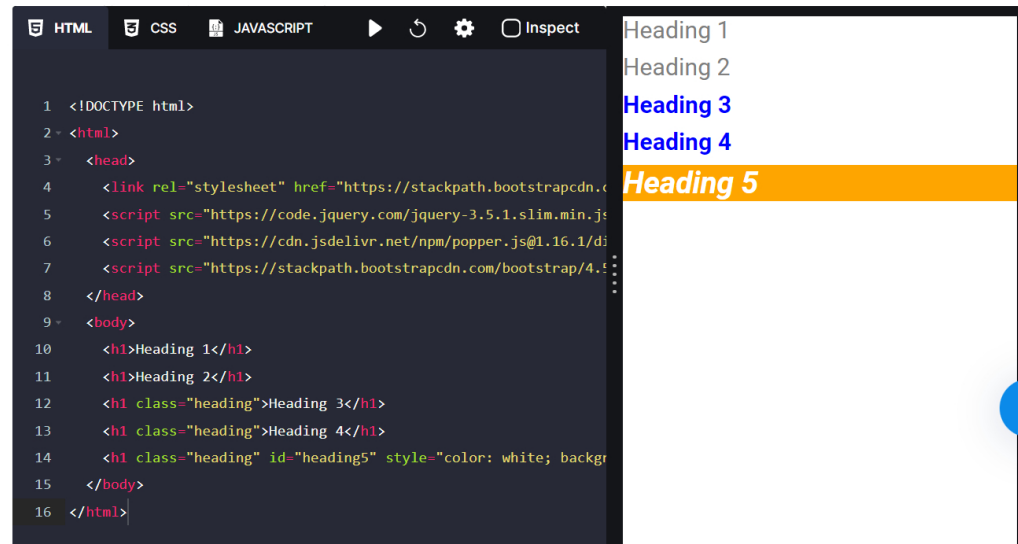 HTML CSS JAVASCRIPT Inspect
1 <!DOCTYPE html>
2 <html>
3 <head>
4 <link rel="stylesheet" href="https://stackpath.bootstrapcdn.c
5 <script src="https://code.jquery.com/jquery-3.5.1.slim.min.js
6 <script src="https://cdn.jsdelivr.net/npm/popper.js@1.16.1/di
7 <script src="https://stackpath.bootstrapcdn.com/bootstrap/4.5
8 </head>
9 <body>
10 <h1>Heading 1</h1>
11 <h1>Heading 2</h1>
12 <h1 class="heading">Heading 3</h1>
13 <h1 class="heading">Heading 4</h1>
14 <h1 class="heading" id="heading5" style="color: white; backgr
15 </body>
16 </html>
Heading 1
Heading 2
Heading 3
Heading 4
Heading 5